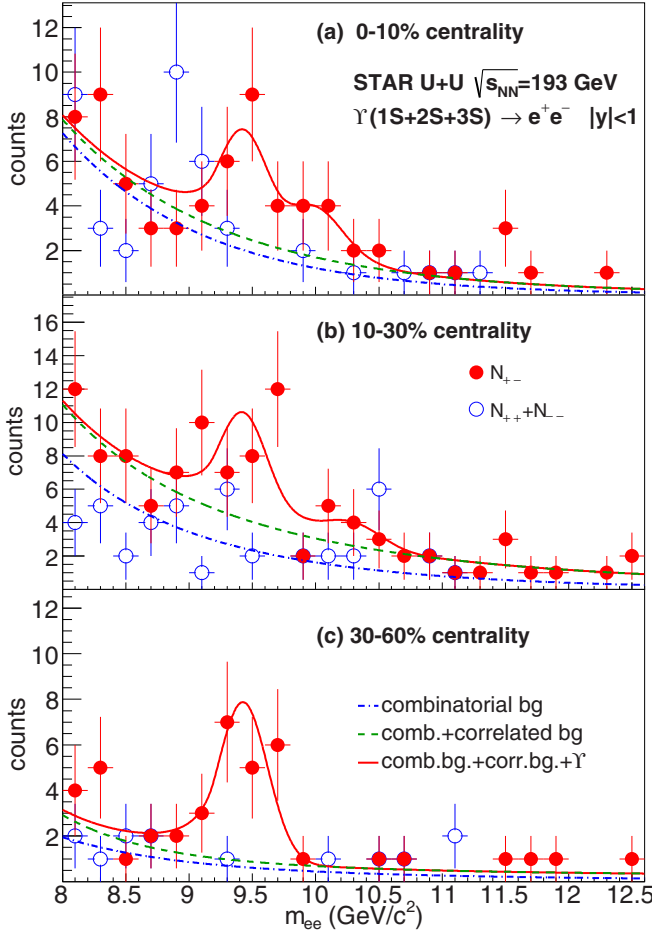 12
10
8
6
4
2
counts
(a) 0-10% centrality
STAR U+U √s_NN=193 GeV
ϒ(1S+2S+3S) → e⁺e⁻ |y|<1
16
14
12
10
8
6
4
2
counts
(b) 10-30% centrality
N₊₋
N₊₊+N₋₋
12
10
8
6
4
2
counts
(c) 30-60% centrality
combinatorial bg
comb.+correlated bg
comb.bg.+corr.bg.+ϒ
8 8.5 9 9.5 10 10.5 11 11.5 12 12.5
m_ee (GeV/c²)